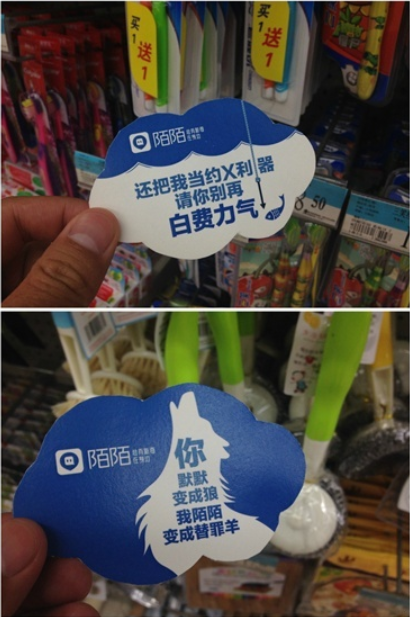 买1
送1
买1
送1
陌陌
还把我当约X利器
请你别再
白费力气
8.50
陌陌
你
默默
变成狼
我陌陌
变成替罪羊